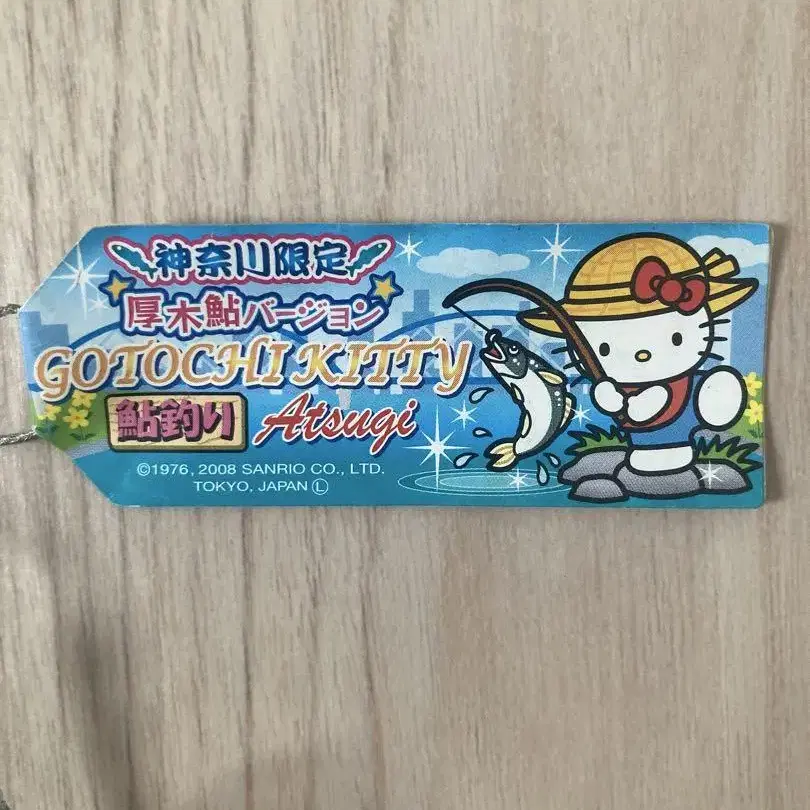 神奈川限定
厚木鮎バージョン
GOTOCHI KITTY
鮎釣り Atsugi
©1976, 2008 SANRIO CO., LTD.
TOKYO, JAPAN Ⓛ